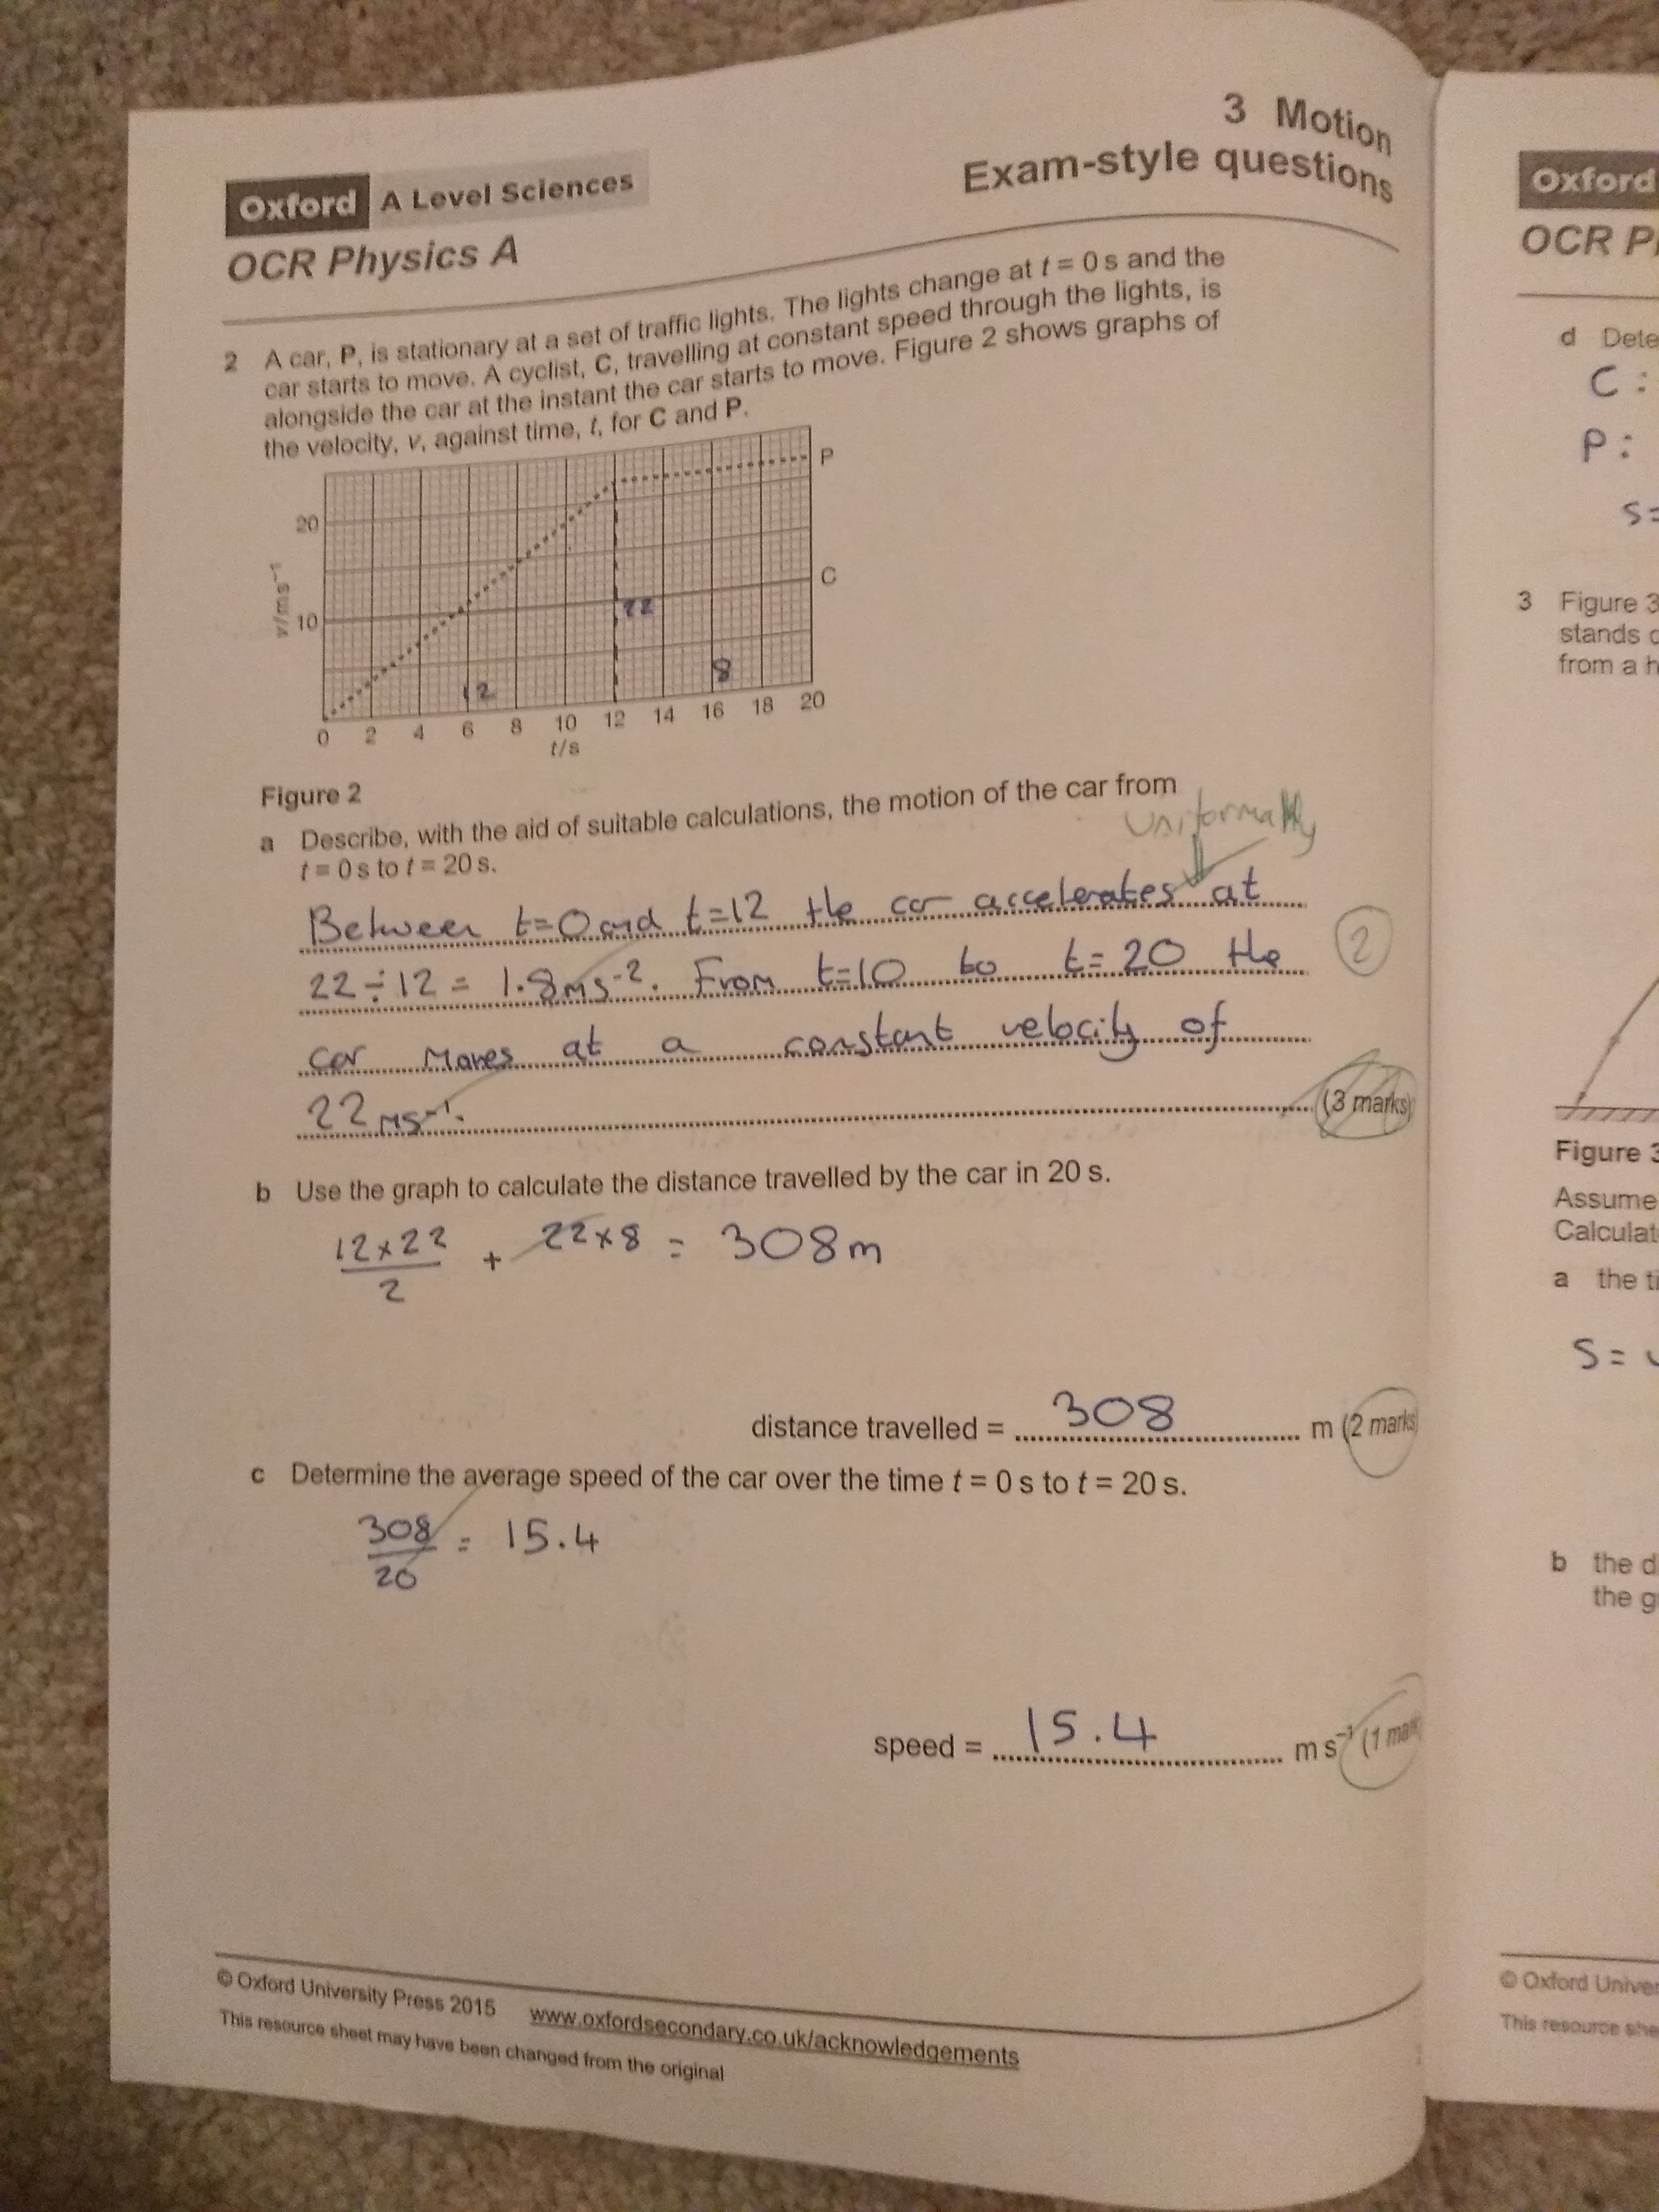 3 Motion
Exam-style questions
Oxford A Level Sciences
OCR Physics A
2 A car, P, is stationary at a set of traffic lights. The lights change at t = 0 s and the
car starts to move. A cyclist, C, travelling at constant speed through the lights, is
alongside the car at the instant the car starts to move. Figure 2 shows graphs of
the velocity, v, against time, t, for C and P.
P
20
C
v/m s⁻¹
10
22
8
12
0 2 4 6 8 10 12 14 16 18 20
t/s
Figure 2
a Describe, with the aid of suitable calculations, the motion of the car from
t = 0 s to t = 20 s.
uniformally
Between t=0 and t=12 the car accelerates at
22÷12 = 1.8ms⁻². From t=10 to t=20 the
2
car moves at a constant velocity of
22 ms⁻¹.
(3 marks)
b Use the graph to calculate the distance travelled by the car in 20 s.
12×22/2 + 22×8 = 308m
distance travelled = 308 m (2 marks)
c Determine the average speed of the car over the time t = 0 s to t = 20 s.
308/20 = 15.4
speed = 15.4 m s⁻¹ (1 mark
© Oxford University Press 2015 www.oxfordsecondary.co.uk/acknowledgements
This resource sheet may have been changed from the original
Oxford
OCR P
d Dete
C :
P :
s=
3 Figure 3
stands
from a h
Figure 3
Assume
Calculat
a the ti
s =
b the d
the g
© Oxford Univer
This resource she